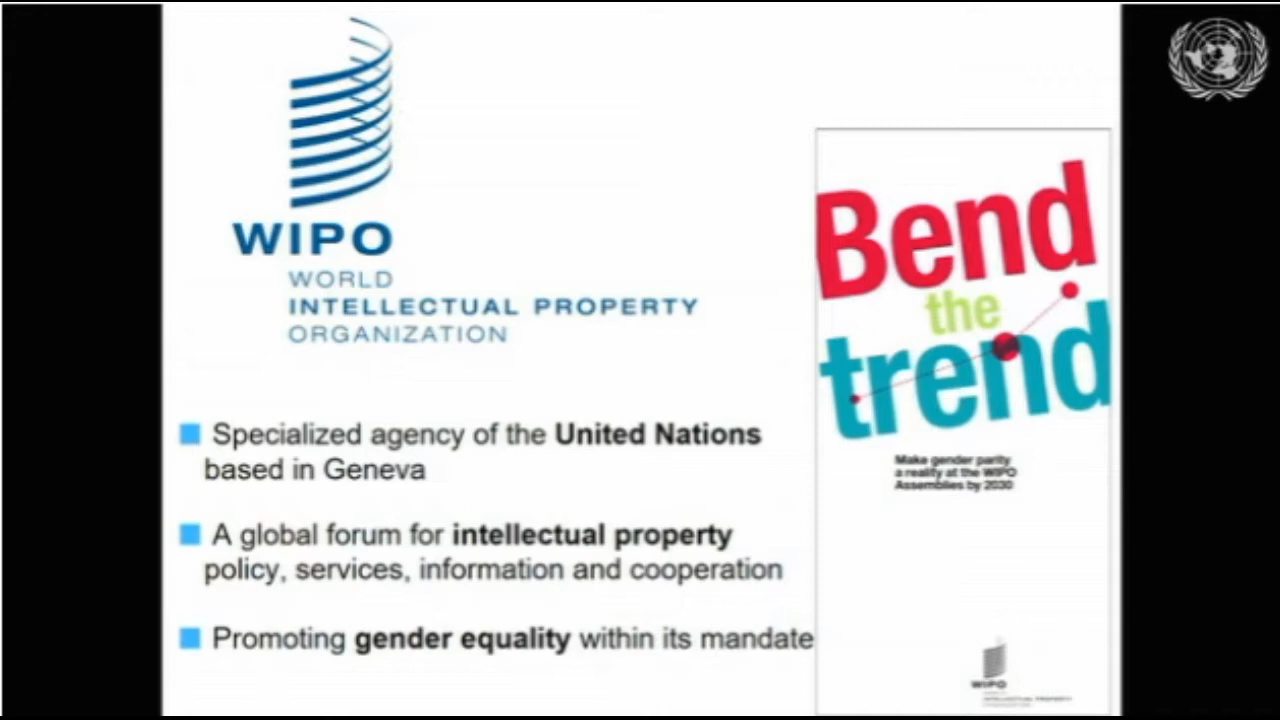 WIPO
WORLD
INTELLECTUAL PROPERTY
ORGANIZATION
Specialized agency of the United Nations
based in Geneva
A global forum for intellectual property
policy, services, information and cooperation
Promoting gender equality within its mandate
Bend
the
trend
Make gender parity
a reality at the WIPO
Assemblies by 2030
WIPO
INTELLECTUAL PROPERTY